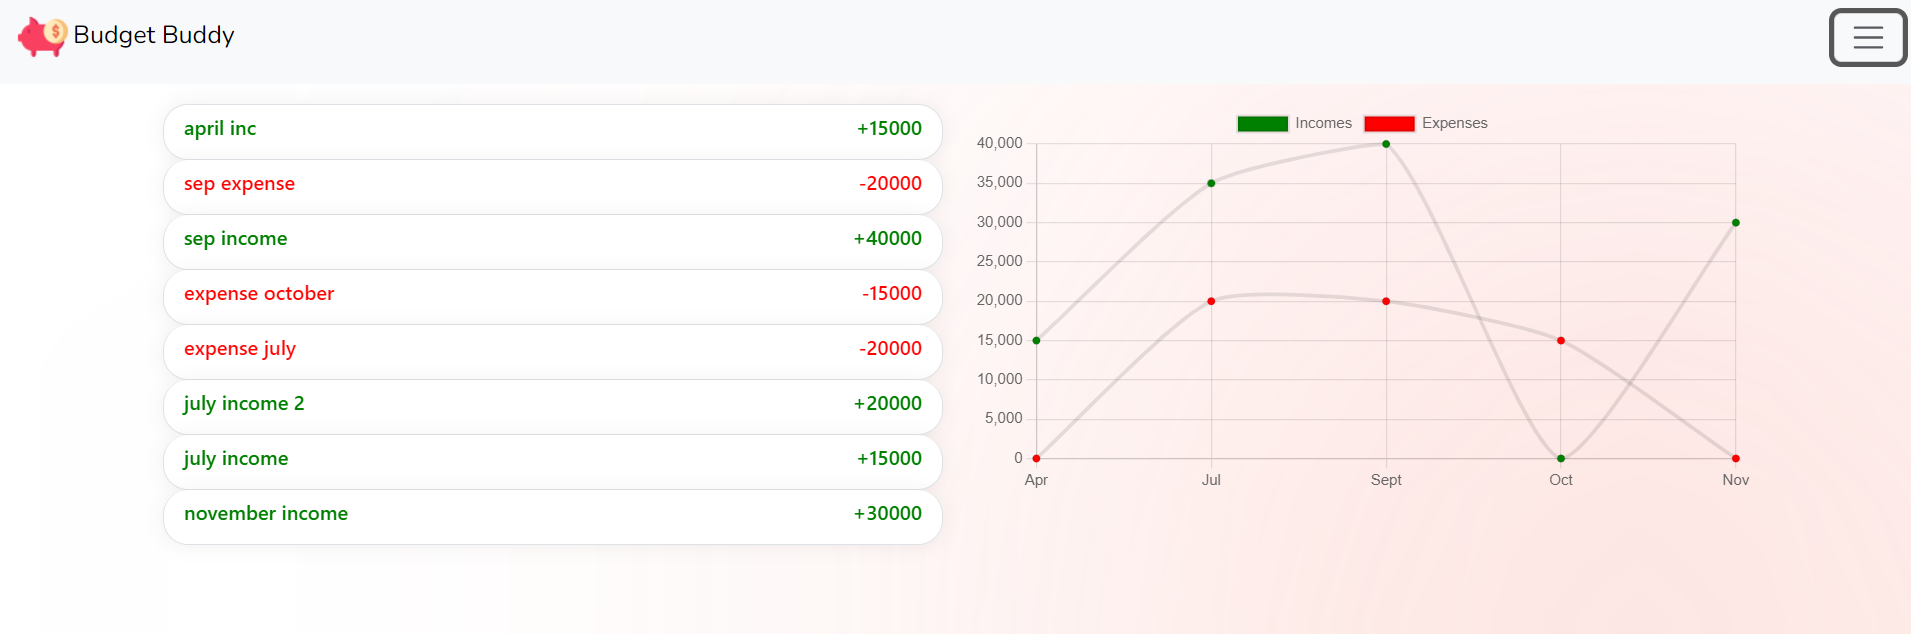 $ Budget Buddy
april inc +15000
sep expense -20000
sep income +40000
expense october -15000
expense july -20000
july income 2 +20000
july income +15000
november income +30000
Incomes Expenses
40,000
35,000
30,000
25,000
20,000
15,000
10,000
5,000
0
Apr Jul Sept Oct Nov